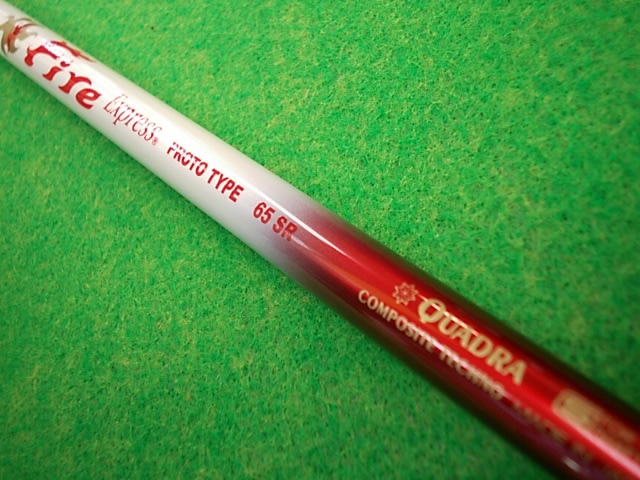 Fire Express® PROTO TYPE 65 SR
QUADRA
COMPOSITE TECHNO